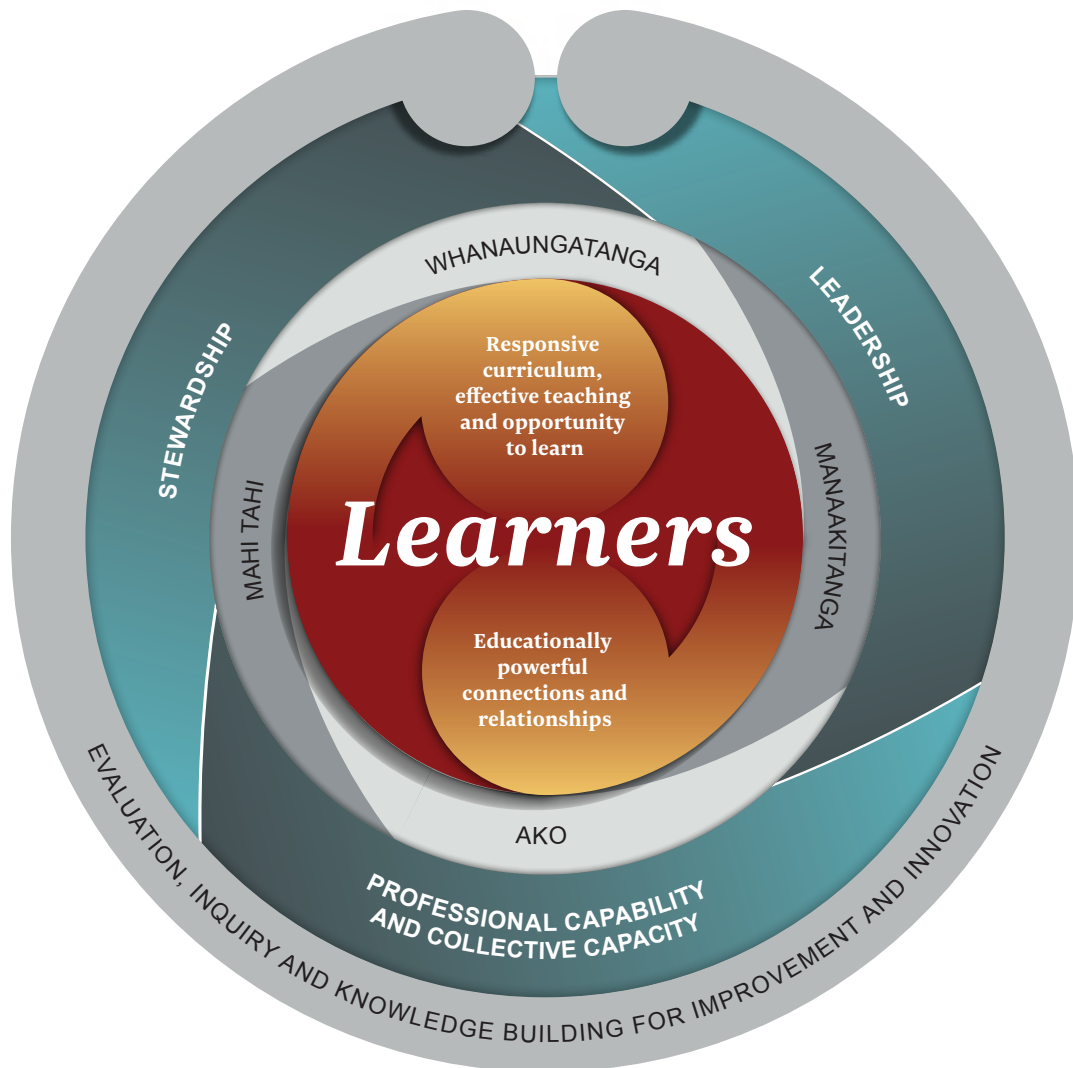 WHANAUNGATANGA
LEADERSHIP
STEWARDSHIP
MANAAKITANGA
MAHI TAHI
Responsive
curriculum,
effective teaching
and opportunity
to learn
Learners
Educationally
powerful
connections and
relationships
AKO
PROFESSIONAL CAPABILITY
AND COLLECTIVE CAPACITY
EVALUATION, INQUIRY AND KNOWLEDGE BUILDING FOR IMPROVEMENT AND INNOVATION